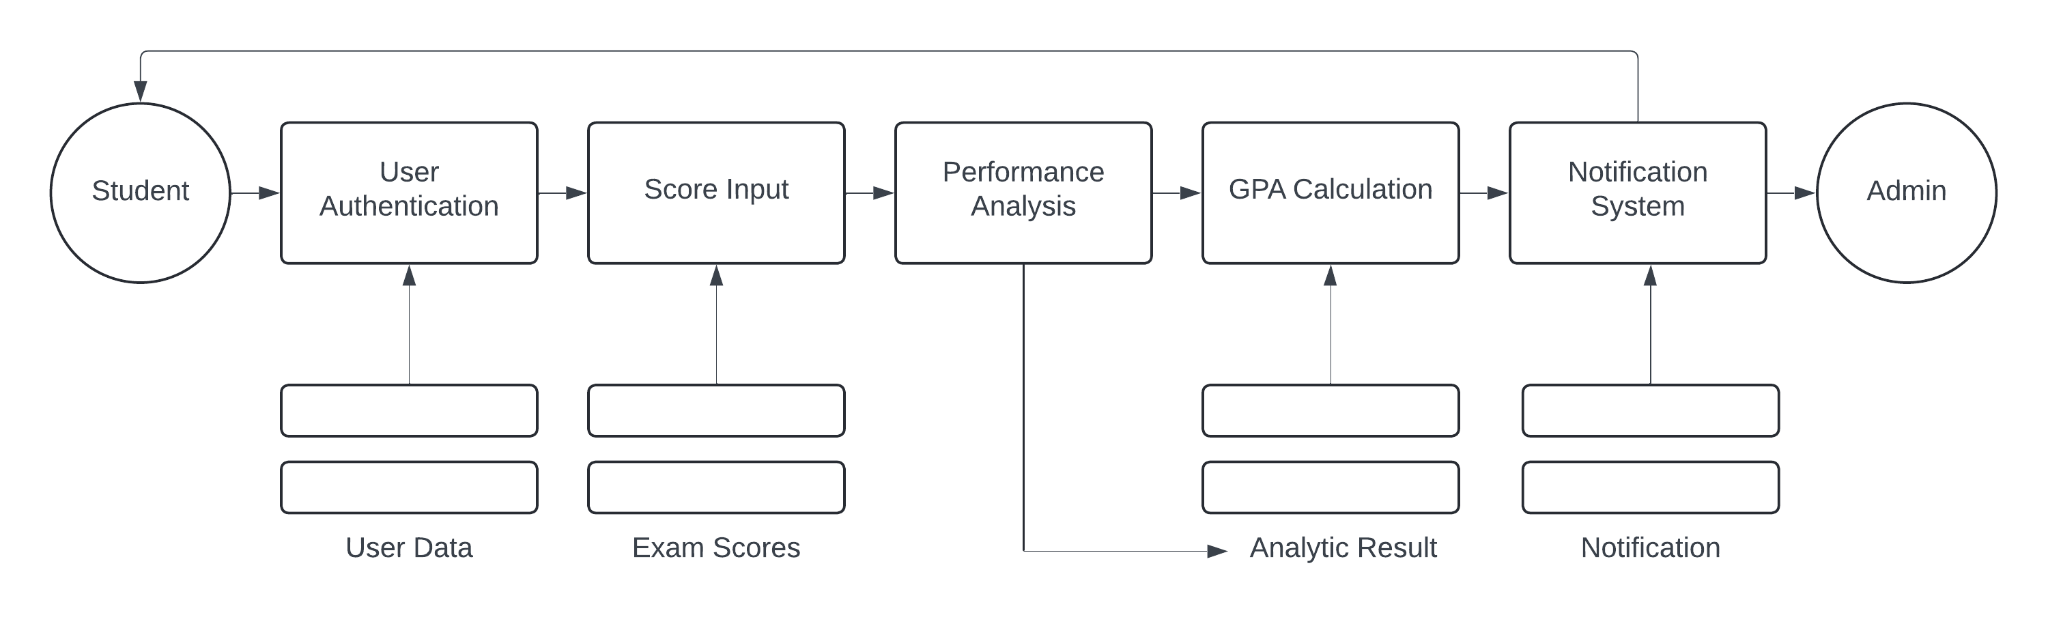 Student
User
Authentication
Score Input
Performance
Analysis
GPA Calculation
Notification
System
Admin
User Data
Exam Scores
Analytic Result
Notification